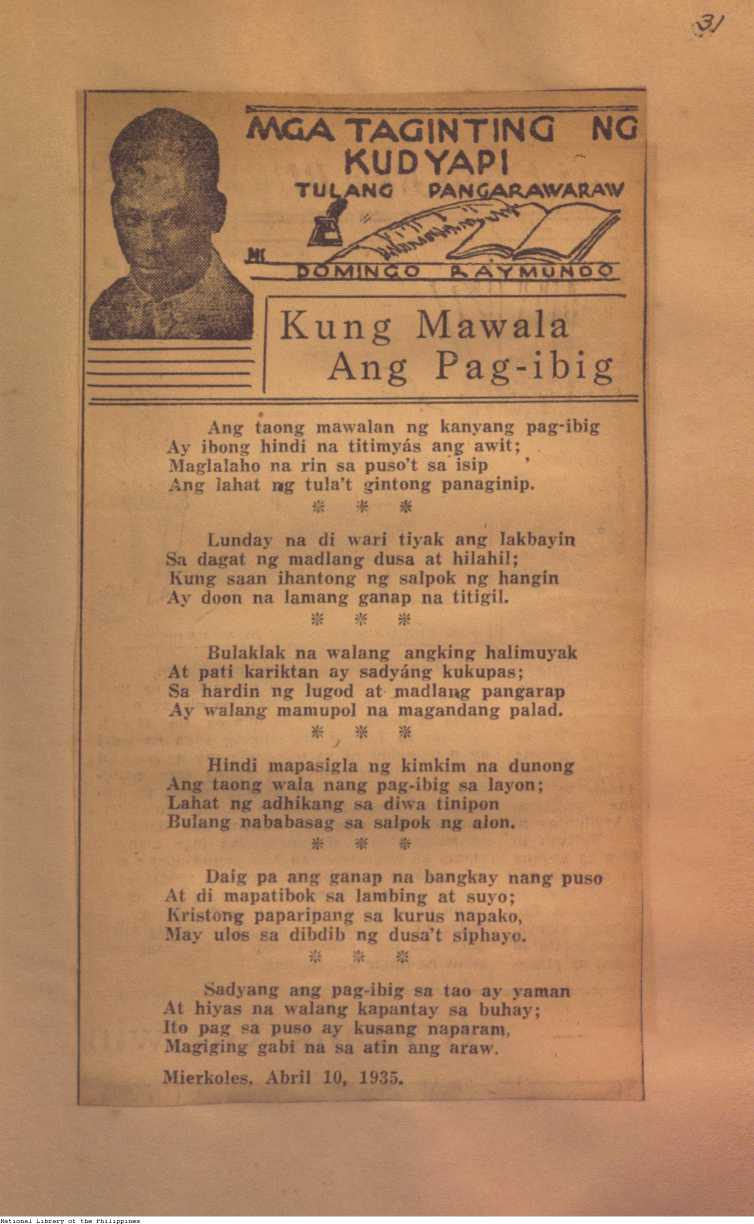 31
MGA TAGINTING NG
KUDYAPI
TULANG PANGARAWARAW
NI
DOMINGO RAYMUNDO
Kung Mawala
Ang Pag-ibig
Ang taong mawalan ng kanyang pag-ibig
Ay ibong hindi na titimyás ang awit;
Maglalaho na rin sa puso't sa isip
Ang lahat ng tula't gintong panaginip.
* * *
Lunday na di wari tiyak ang lakbayin
Sa dagat ng madlang dusa at hilahil;
Kung saan ihantong ng salpok ng hangin
Ay doon na lamang ganap na titigil.
* * *
Bulaklak na walang angking halimuyak
At pati kariktan ay sadyáng kukupas;
Sa hardin ng lugod at madlang pangarap
Ay walang mamupol na magandang palad.
* * *
Hindi mapasigla ng kimkim na dunong
Ang taong wala nang pag-ibig sa layon;
Lahat ng adhikang sa diwa tinipon
Bulang nababasag sa salpok ng alon.
* * *
Daig pa ang ganap na bangkay nang puso
At di mapatibok sa lambing at suyo;
Kristong paparipang sa kurus napako,
May ulos sa dibdib ng dusa't siphayo.
* * *
Sadyang ang pag-ibig sa tao ay yaman
At hiyas na walang kapantay sa buhay;
Ito pag sa puso ay kusang naparam,
Magiging gabi na sa atin ang araw.
Mierkoles, Abril 10, 1935.
National Library of the Philippines